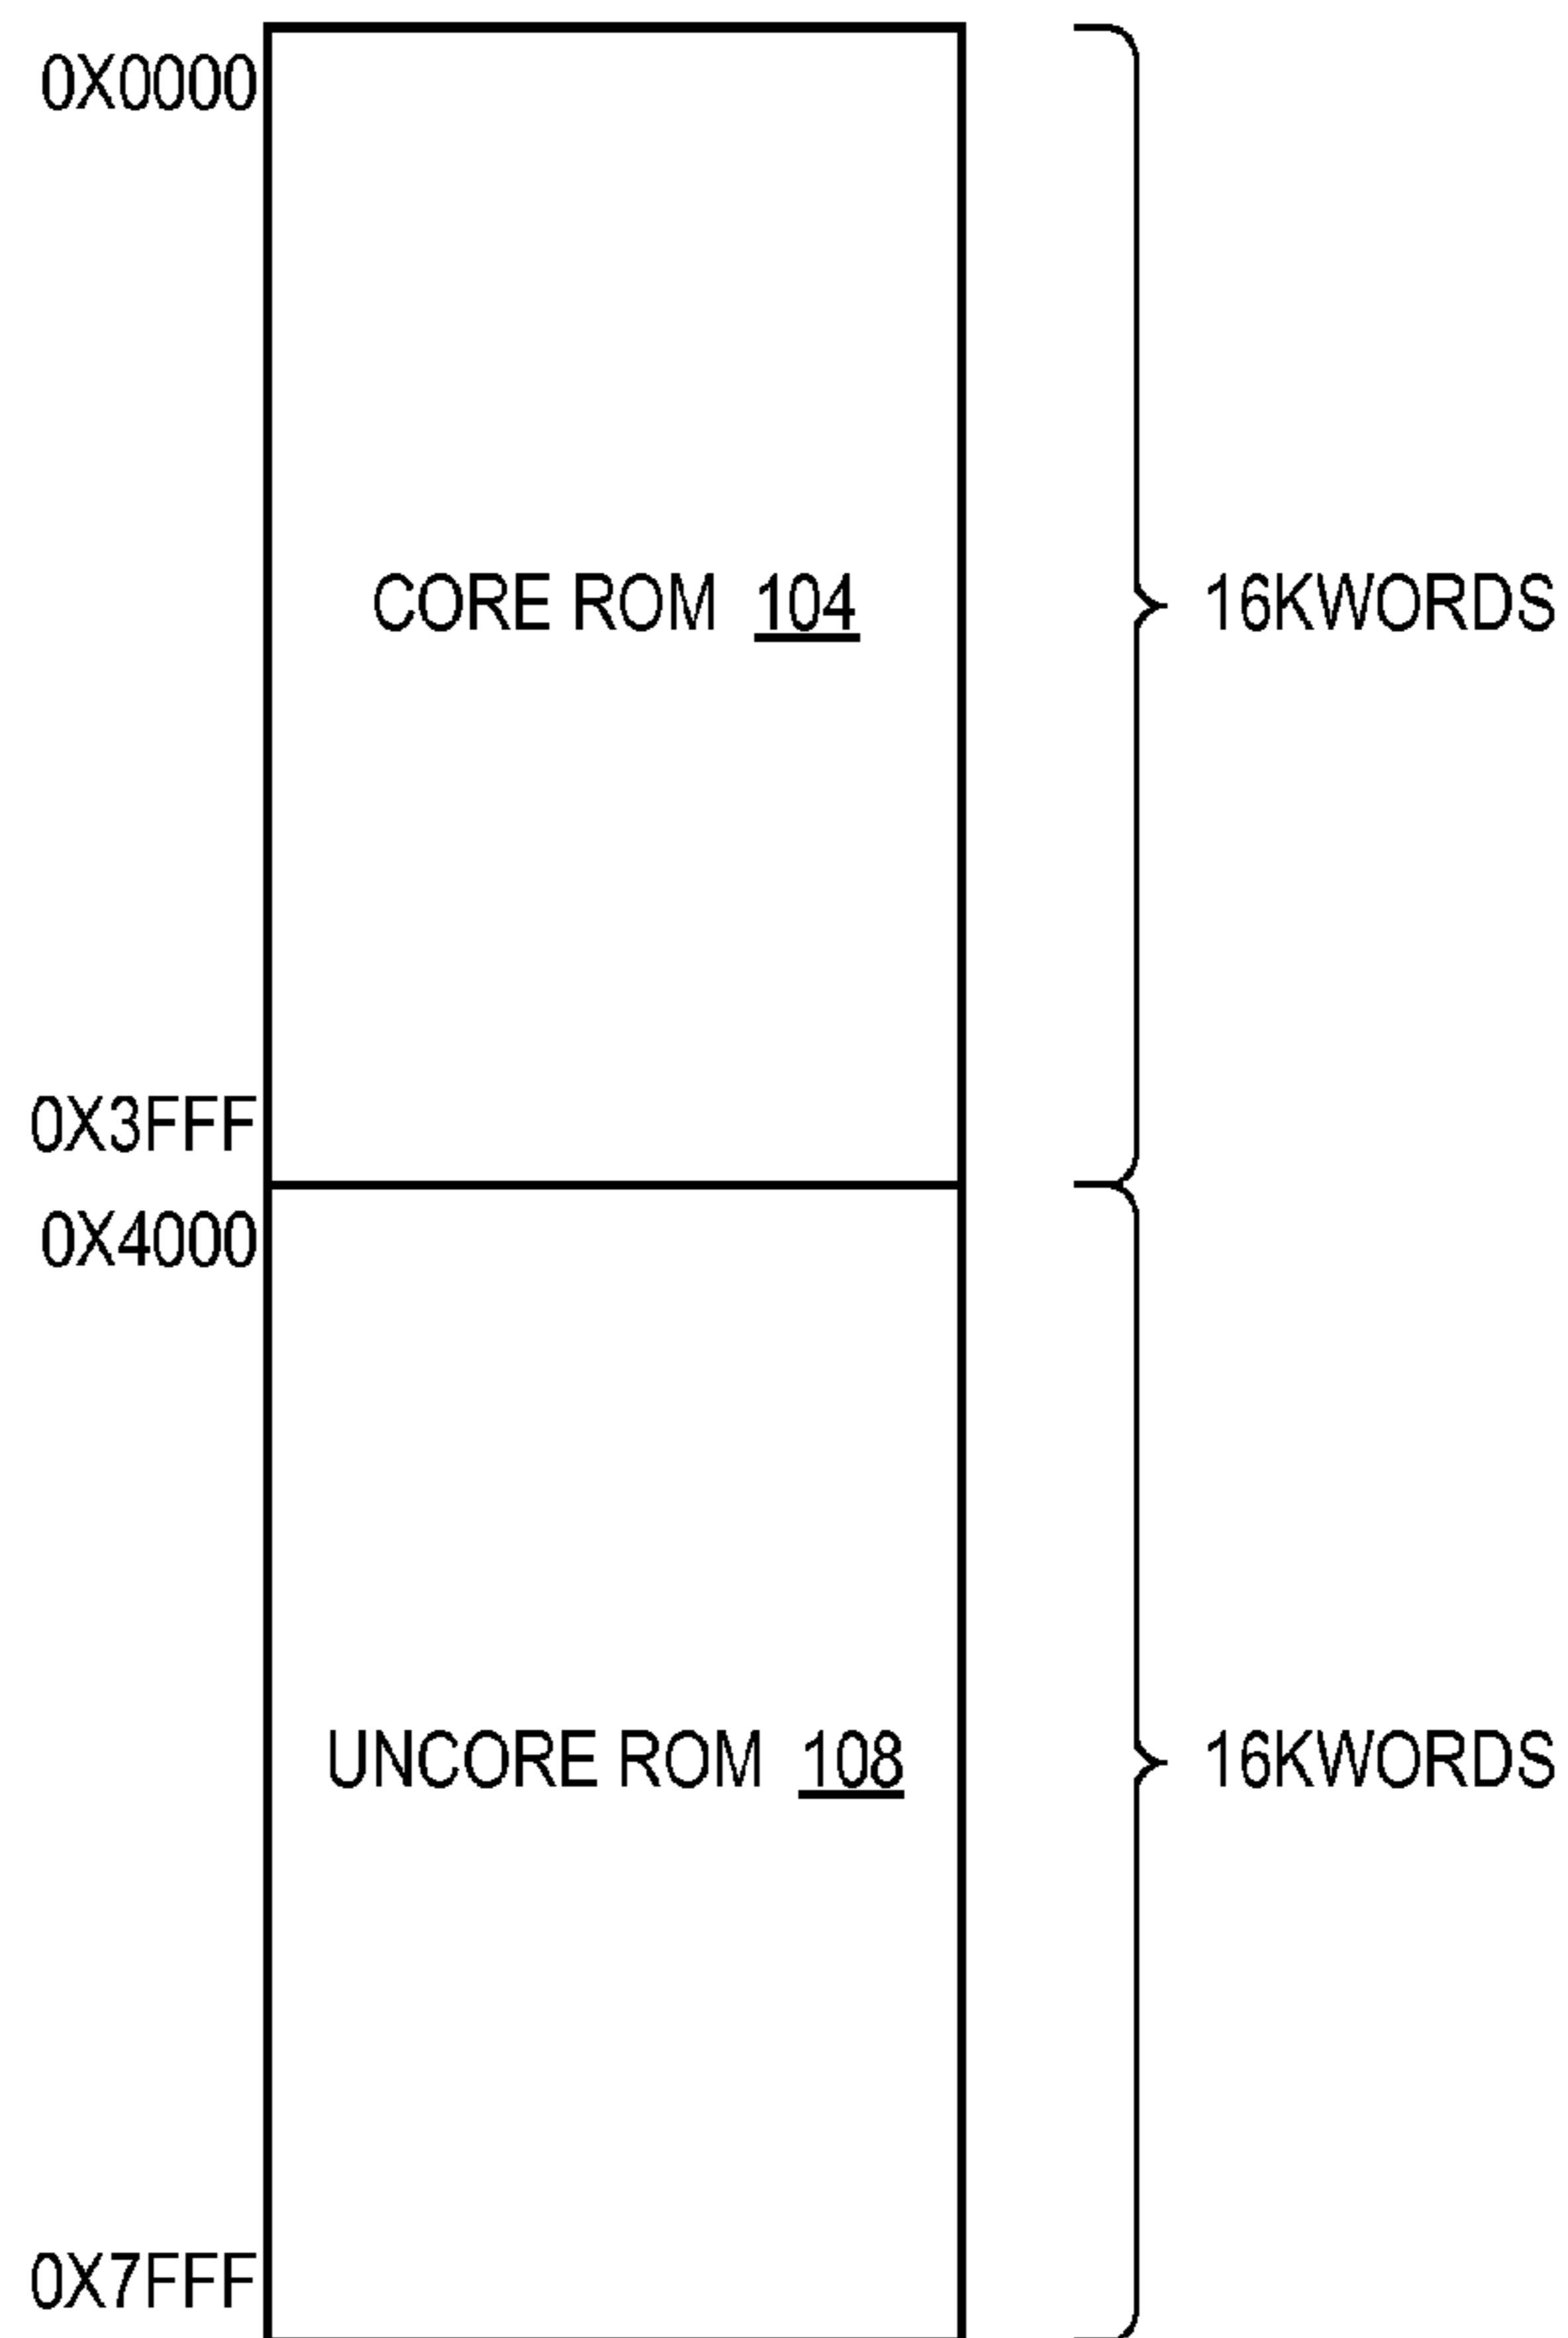 0X0000
CORE ROM 104
16KWORDS
0X3FFF
0X4000
UNCORE ROM 108
16KWORDS
0X7FFF